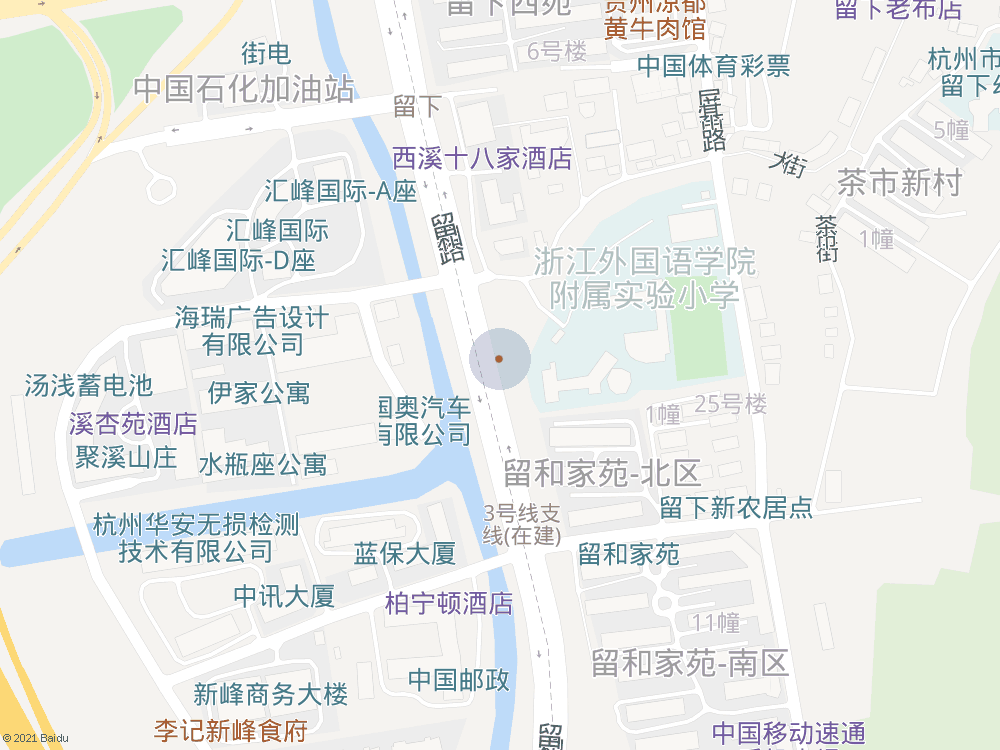 留下西苑
贵州凉都
黄牛肉馆
留下老布店
6号楼
街电
中国体育彩票
杭州市
中国石化加油站
留下
5幢
西溪十八家酒店
大街
汇峰国际-A座
茶市新村
汇峰国际
茶市街
1幢
汇峰国际-D座
浙江外国语学院
附属实验小学
海瑞广告设计
有限公司
汤浅蓄电池
伊家公寓
国奥汽车
有限公司
1幢
25号楼
溪杏苑酒店
聚溪山庄
水瓶座公寓
留和家苑-北区
3号线支
线(在建)
留下新农居点
杭州华安无损检测
技术有限公司
蓝保大厦
留和家苑
中讯大厦
柏宁顿酒店
11幢
留和家苑-南区
新峰商务大楼
中国邮政
李记新峰食府
中国移动速通
© 2021 Baidu